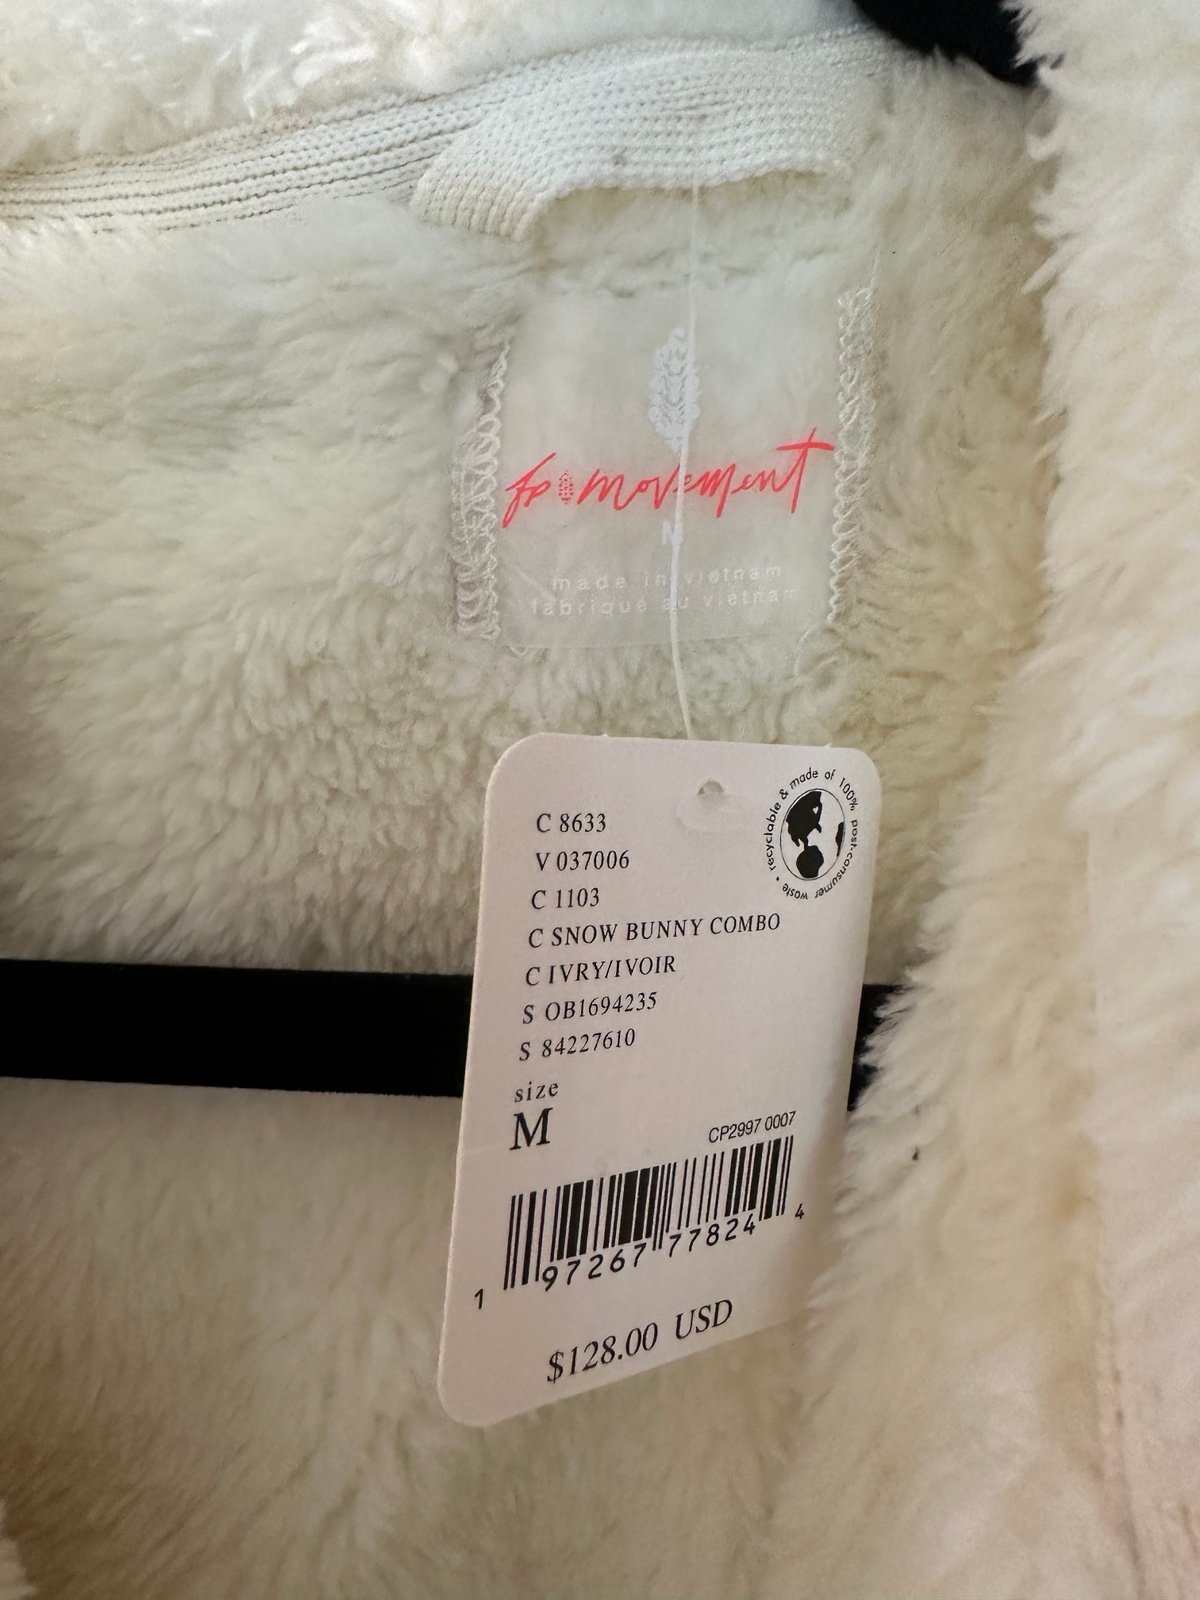 fp movement
M
made in vietnam
fabriqué au vietnam
recyclable & made of 100% post-consumer waste •
C 8633
V 037006
C 1103
C SNOW BUNNY COMBO
C IVRY/IVOIR
S OB1694235
S 84227610
size
M
CP2997 0007
1 97267 77824 4
$128.00 USD